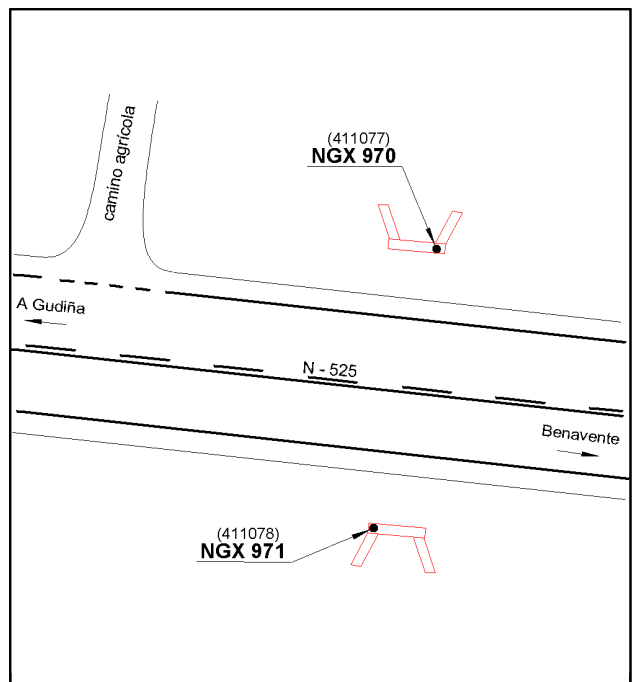 camino agrícola
(411077)
NGX 970
A Gudiña
N - 525
Benavente
(411078)
NGX 971